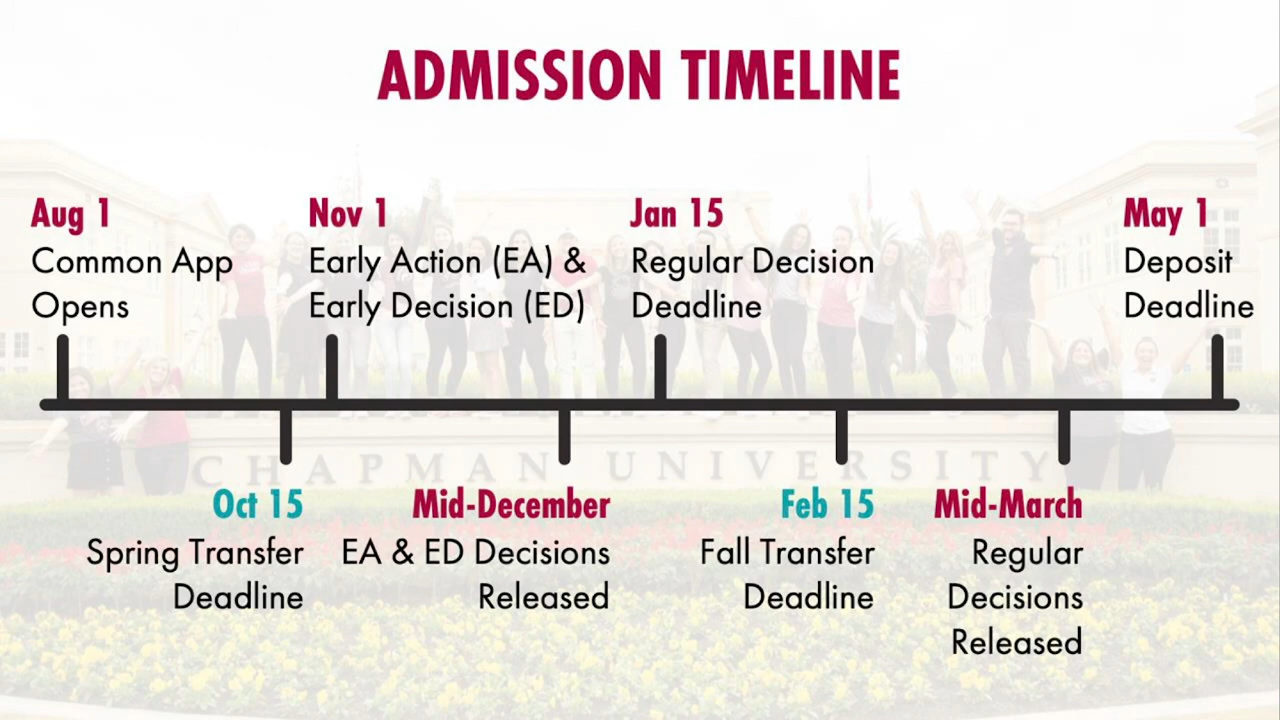 ADMISSION TIMELINE
Aug 1
Common App
Opens
Nov 1
Early Action (EA) &
Early Decision (ED)
Jan 15
Regular Decision
Deadline
May 1
Deposit
Deadline
CHAPMAN UNIVERSITY
Oct 15
Spring Transfer
Deadline
Mid-December
EA & ED Decisions
Released
Feb 15
Fall Transfer
Deadline
Mid-March
Regular
Decisions
Released